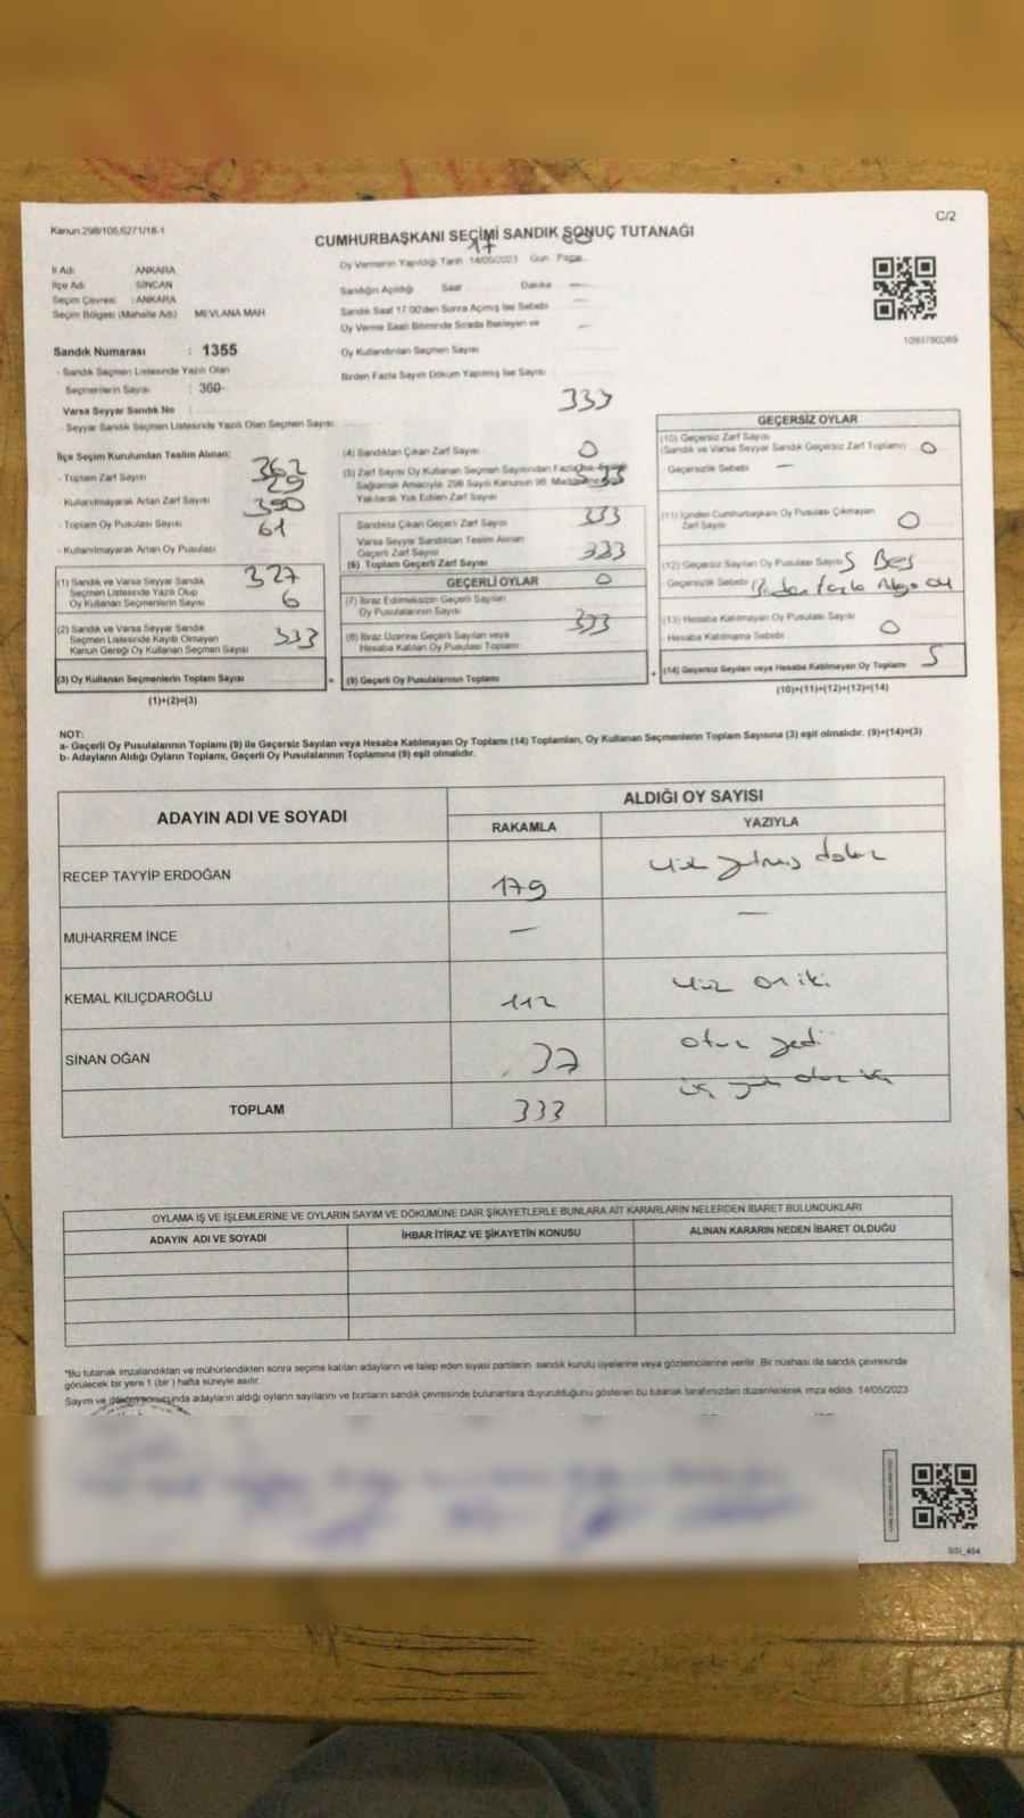 Kanun:298/105,6271/18-1
C/2
CUMHURBAŞKANI SEÇİMİ SANDIK SONUÇ TUTANAĞI
17 00
İl Adı ANKARA
İlçe Adı SİNCAN
Seçim Çevresi : ANKARA
Seçim Bölgesi (Mahalle Adı) MEVLANA MAH
Oy Vermenin Yapıldığı Tarih 14/05/2023 Gün Pazar
Sandığın Açıldığı Saat Dakika —
Sandık Saat 17.00'den Sonra Açılmış İse Sebebi —
Oy Verme Saati Bitiminde Sırada Bekleyen ve —
Oy Kullandırılan Seçmen Sayısı
Birden Fazla Sayım Döküm Yapılmış İse Sayısı
Sandık Numarası : 1355
- Sandık Seçmen Listesinde Yazılı Olan
Seçmenlerin Sayısı : 360-
Varsa Seyyar Sandık No
- Seyyar Sandık Seçmen Listesinde Yazılı Olan Seçmen Sayısı
İlçe Seçim Kurulundan Teslim Alınan:
- Toplam Zarf Sayısı 362
Kullanılmayarak Artan Zarf Sayısı 29
- Toplam Oy Pusulası Sayısı 390
- Kullanılmayarak Artan Oy Pusulası 61
(1) Sandık ve Varsa Seyyar Sandık
Seçmen Listesinde Yazılı Olup
Oy Kullanan Seçmenlerin Sayısı
327
(2) Sandık ve Varsa Seyyar Sandık
Seçmen Listesinde Kayıtlı Olmayan
Kanun Gereği Oy Kullanan Seçmen Sayısı
6
333
(3) Oy Kullanan Seçmenlerin Toplam Sayısı
(1)+(2)=(3)
333
(4) Sandıktan Çıkan Zarf Sayısı
0
(5) Zarf Sayısı Oy Kullanan Seçmen Sayısından Fazla
Sağlamak Amacıyla 298 Sayılı Kanunun 98. Maddesine
Yakılarak Yok Edilen Zarf Sayısı
333
Sandıkta Çıkan Geçerli Zarf Sayısı
333
Varsa Seyyar Sandıktan Teslim Alınan
Geçerli Zarf Sayısı
333
(6) Toplam Geçerli Zarf Sayısı
GEÇERLİ OYLAR
0
(7) İtiraz Edilmeksizin Geçerli Sayılan
Oy Pusulalarının Sayısı
333
(8) İtiraz Üzerine Geçerli Sayılan veya
Hesaba Katılan Oy Pusulası Toplamı
(9) Geçerli Oy Pusulalarının Toplamı
GEÇERSİZ OYLAR
(10) Geçersiz Zarf Sayısı
(Sandık ve Varsa Seyyar Sandık Geçersiz Zarf Toplamı) 0
Geçersizlik Sebebi —
(11) İçinden Cumhurbaşkanı Oy Pusulası Çıkmayan
Zarf Sayısı 0
(12) Geçersiz Sayılan Oy Pusulası Sayısı 5 Beş
Geçersizlik Sebebi Birden fazla
(13) Hesaba Katılmayan Oy Pusulası Sayısı
0
Hesaba Katılmama Sebebi
(14) Geçersiz Sayılan veya Hesaba Katılmayan Oy Toplamı 5
(10)+(11)+(12)+(13)=(14)
NOT:
a- Geçerli Oy Pusulalarının Toplamı (9) ile Geçersiz Sayılan veya Hesaba Katılmayan Oy Toplamı (14) Toplamları, Oy Kullanan Seçmenlerin Toplam Sayısına (3) eşit olmalıdır. (9)+(14)=(3)
b- Adayların Aldığı Oyların Toplamı, Geçerli Oy Pusulalarının Toplamına (9) eşit olmalıdır.
ADAYIN ADI VE SOYADI
ALDIĞI OY SAYISI
RAKAMLA
YAZIYLA
RECEP TAYYİP ERDOĞAN 179 yüz yetmiş dokuz
MUHARREM İNCE — —
KEMAL KILIÇDAROĞLU 112 yüz on iki
SİNAN OĞAN 37 otuz yedi
TOPLAM 333 üç yüz otuz üç
OYLAMA İŞ VE İŞLEMLERİNE VE OYLARIN SAYIM VE DÖKÜMÜNE DAİR ŞİKAYETLERLE BUNLARA AİT KARARLARIN NELERDEN İBARET BULUNDUKLARI
ADAYIN ADI VE SOYADI
İHBAR İTİRAZ VE ŞİKAYETİN KONUSU
ALINAN KARARIN NEDEN İBARET OLDUĞU
"Bu tutanak imzalandıktan ve mühürlendikten sonra seçime katılan adayların ve talep eden siyasi partilerin sandık kurulu üyelerine veya gözlemcilerine verilir. Bir nüshası da sandık çevresinde
görülecek bir yere 1 (bir) hafta süreyle asılır.
Sayım ve döküm sonucunda adayların aldığı oyların sayılarını ve bunların sandık çevresinde bulunanlara duyurulduğunu gösteren bu tutanak tarafımızdan düzenlenerek imza edildi. 14/05/2023